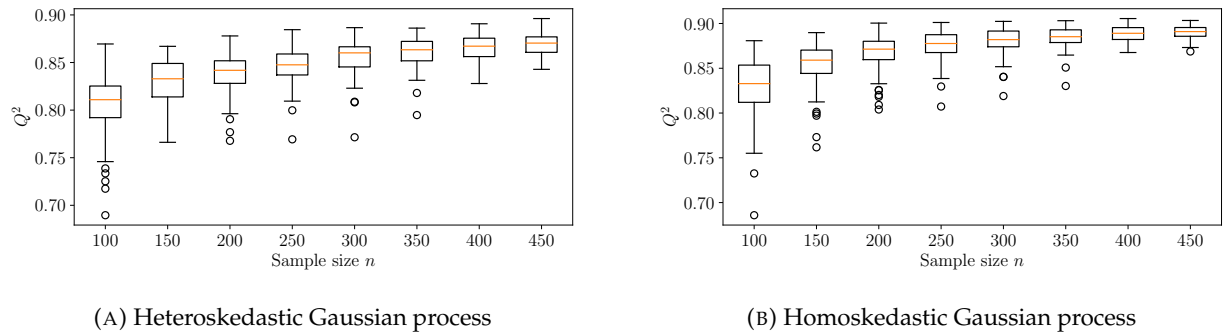 0.90
0.85
0.80
0.75
0.70
Q²
100 150 200 250 300 350 400 450
Sample size n
(A) Heteroskedastic Gaussian process
0.90
0.85
0.80
0.75
0.70
Q²
100 150 200 250 300 350 400 450
Sample size n
(B) Homoskedastic Gaussian process